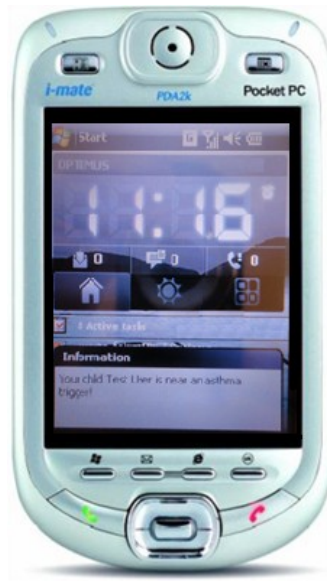 i-mate
PDA2k
Pocket PC
Start
OPTIMUS
11:16
0 0 0
1 Active task
Information
Your child Test User is near an asthma
trigger!